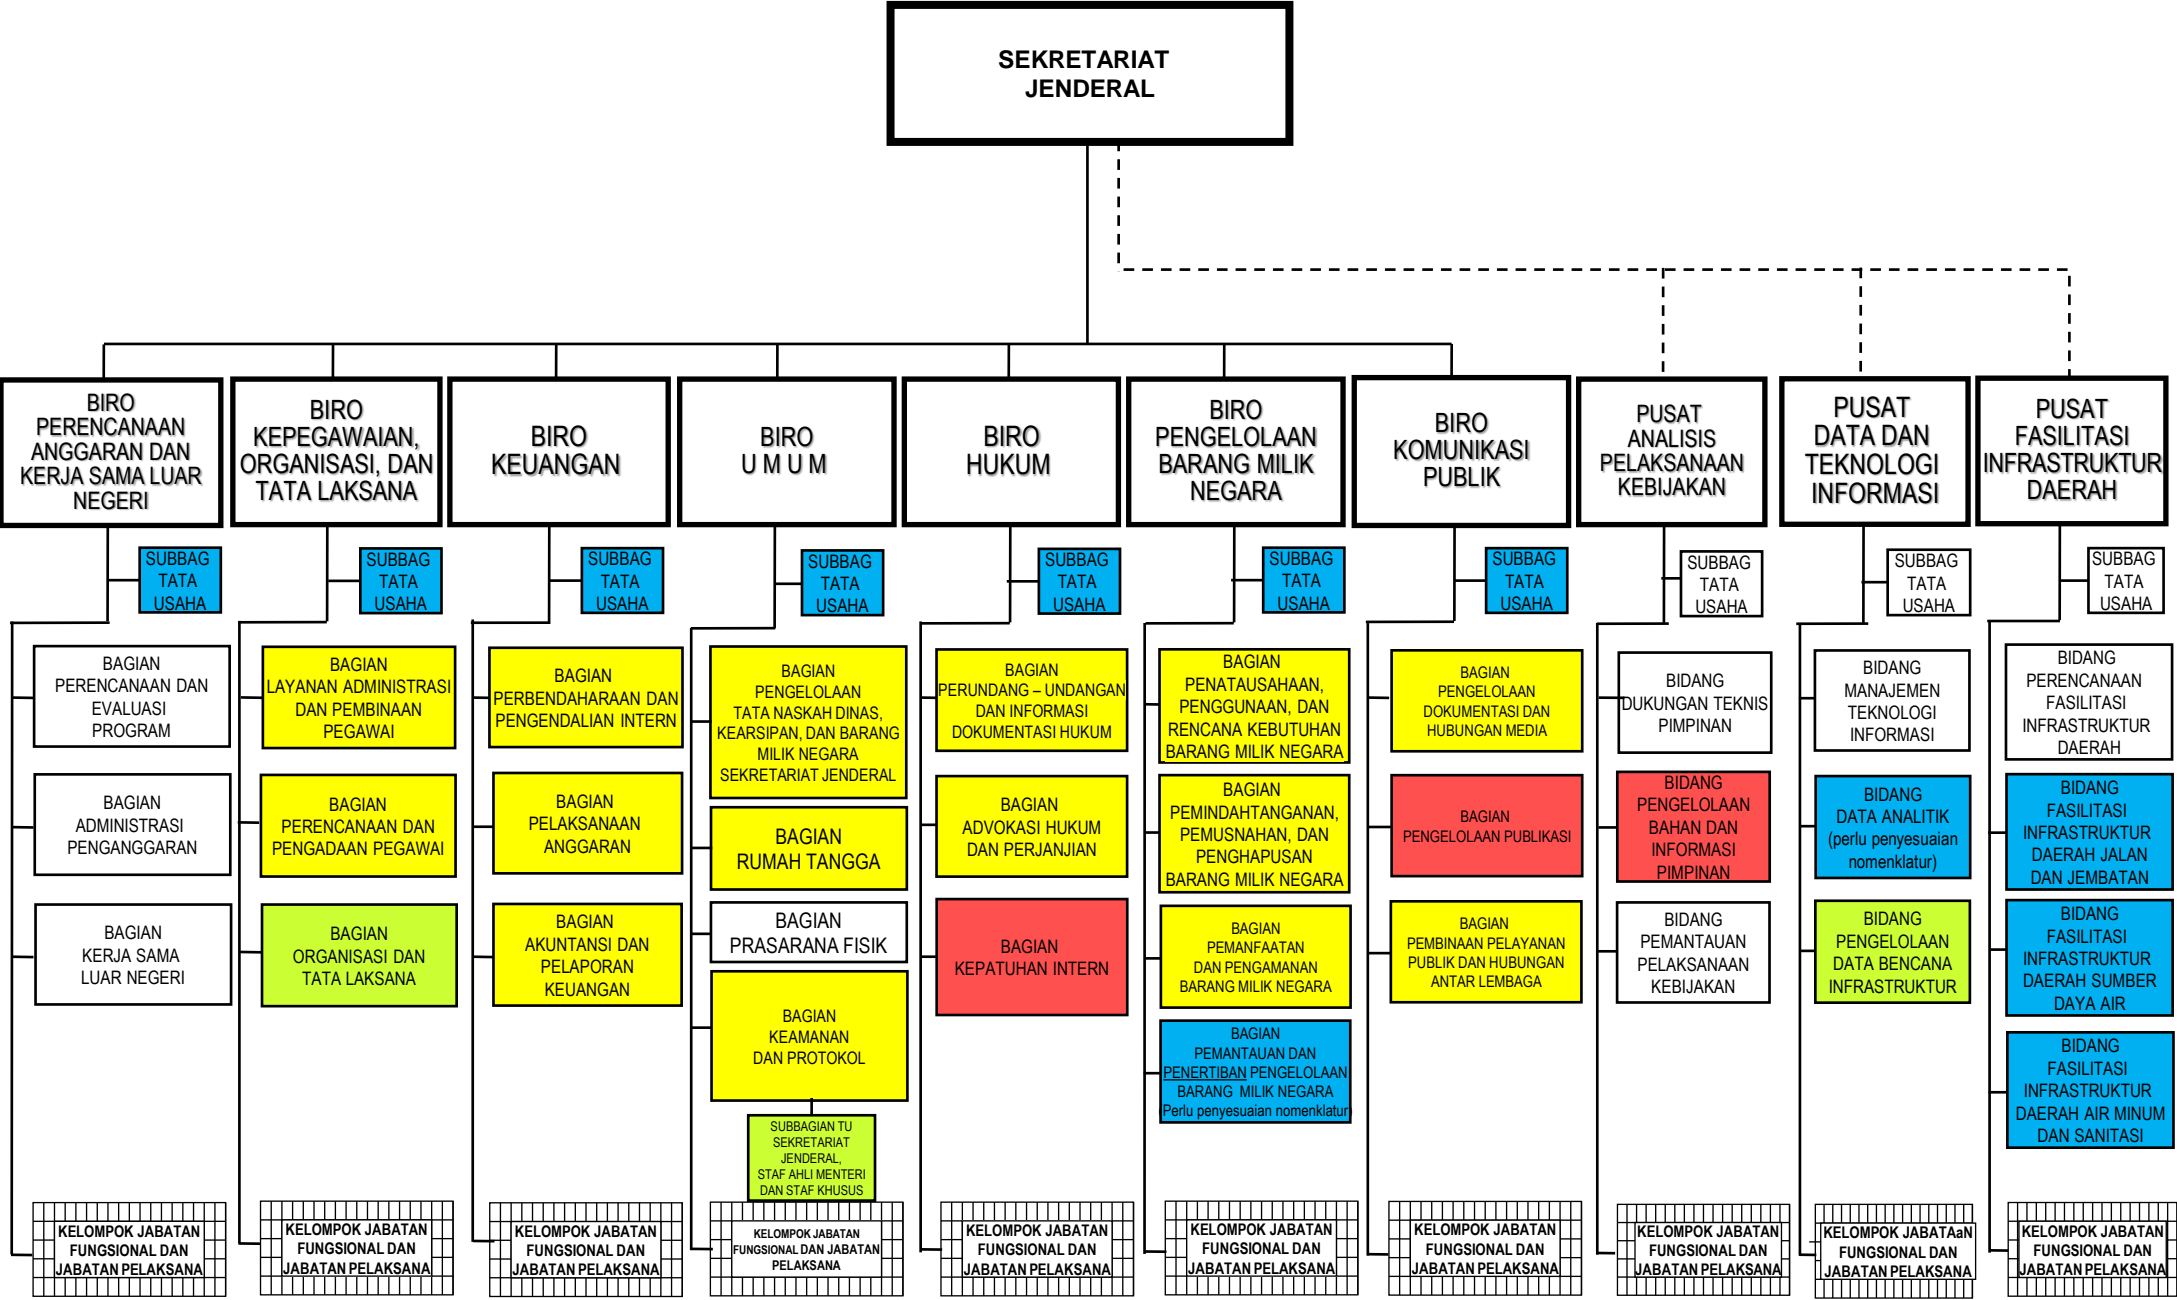 SEKRETARIAT
JENDERAL
BIRO
PERENCANAAN
ANGGARAN DAN
KERJA SAMA LUAR
NEGERI
BIRO
KEPEGAWAIAN,
ORGANISASI, DAN
TATA LAKSANA
BIRO
KEUANGAN
BIRO
U M U M
BIRO
HUKUM
BIRO
PENGELOLAAN
BARANG MILIK
NEGARA
BIRO
KOMUNIKASI
PUBLIK
PUSAT
ANALISIS
PELAKSANAAN
KEBIJAKAN
PUSAT
DATA DAN
TEKNOLOGI
INFORMASI
PUSAT
FASILITASI
INFRASTRUKTUR
DAERAH
SUBBAG
TATA
USAHA
SUBBAG
TATA
USAHA
SUBBAG
TATA
USAHA
SUBBAG
TATA
USAHA
SUBBAG
TATA
USAHA
SUBBAG
TATA
USAHA
SUBBAG
TATA
USAHA
SUBBAG
TATA
USAHA
SUBBAG
TATA
USAHA
SUBBAG
TATA
USAHA
BAGIAN
PERENCANAAN DAN
EVALUASI
PROGRAM
BAGIAN
LAYANAN ADMINISTRASI
DAN PEMBINAAN
PEGAWAI
BAGIAN
PERBENDAHARAAN DAN
PENGENDALIAN INTERN
BAGIAN
PENGELOLAAN
TATA NASKAH DINAS,
KEARSIPAN, DAN BARANG
MILIK NEGARA
SEKRETARIAT JENDERAL
BAGIAN
PERUNDANG – UNDANGAN
DAN INFORMASI
DOKUMENTASI HUKUM
BAGIAN
PENATAUSAHAAN,
PENGGUNAAN, DAN
RENCANA KEBUTUHAN
BARANG MILIK NEGARA
BAGIAN
PENGELOLAAN
DOKUMENTASI DAN
HUBUNGAN MEDIA
BIDANG
DUKUNGAN TEKNIS
PIMPINAN
BIDANG
MANAJEMEN
TEKNOLOGI
INFORMASI
BIDANG
PERENCANAAN
FASILITASI
INFRASTRUKTUR
DAERAH
BAGIAN
ADMINISTRASI
PENGANGGARAN
BAGIAN
PERENCANAAN DAN
PENGADAAN PEGAWAI
BAGIAN
PELAKSANAAN
ANGGARAN
BAGIAN
RUMAH TANGGA
BAGIAN
ADVOKASI HUKUM
DAN PERJANJIAN
BAGIAN
PEMINDAHTANGANAN,
PEMUSNAHAN, DAN
PENGHAPUSAN
BARANG MILIK NEGARA
BAGIAN
PENGELOLAAN PUBLIKASI
BIDANG
PENGELOLAAN
BAHAN DAN
INFORMASI
PIMPINAN
BIDANG
DATA ANALITIK
(perlu penyesuaian
nomenklatur)
BIDANG
FASILITASI
INFRASTRUKTUR
DAERAH JALAN
DAN JEMBATAN
BAGIAN
KERJA SAMA
LUAR NEGERI
BAGIAN
ORGANISASI DAN
TATA LAKSANA
BAGIAN
AKUNTANSI DAN
PELAPORAN
KEUANGAN
BAGIAN
PRASARANA FISIK
BAGIAN
KEPATUHAN INTERN
BAGIAN
PEMANFAATAN
DAN PENGAMANAN
BARANG MILIK NEGARA
BAGIAN
PEMBINAAN PELAYANAN
PUBLIK DAN HUBUNGAN
ANTAR LEMBAGA
BIDANG
PEMANTAUAN
PELAKSANAAN
KEBIJAKAN
BIDANG
PENGELOLAAN
DATA BENCANA
INFRASTRUKTUR
BIDANG
FASILITASI
INFRASTRUKTUR
DAERAH SUMBER
DAYA AIR
BAGIAN
KEAMANAN
DAN PROTOKOL
BAGIAN
PEMANTAUAN DAN
PENERTIBAN PENGELOLAAN
BARANG MILIK NEGARA
(Perlu penyesuaian nomenklatur)
BIDANG
FASILITASI
INFRASTRUKTUR
DAERAH AIR MINUM
DAN SANITASI
SUBBAGIAN TU
SEKRETARIAT
JENDERAL,
STAF AHLI MENTERI
DAN STAF KHUSUS
KELOMPOK JABATAN
FUNGSIONAL DAN
JABATAN PELAKSANA
KELOMPOK JABATAN
FUNGSIONAL DAN
JABATAN PELAKSANA
KELOMPOK JABATAN
FUNGSIONAL DAN
JABATAN PELAKSANA
KELOMPOK JABATAN
FUNGSIONAL DAN JABATAN
PELAKSANA
KELOMPOK JABATAN
FUNGSIONAL DAN
JABATAN PELAKSANA
KELOMPOK JABATAN
FUNGSIONAL DAN
JABATAN PELAKSANA
KELOMPOK JABATAN
FUNGSIONAL DAN
JABATAN PELAKSANA
KELOMPOK JABATAN
FUNGSIONAL DAN
JABATAN PELAKSANA
KELOMPOK JABATAaN
FUNGSIONAL DAN
JABATAN PELAKSANA
KELOMPOK JABATAN
FUNGSIONAL DAN
JABATAN PELAKSANA